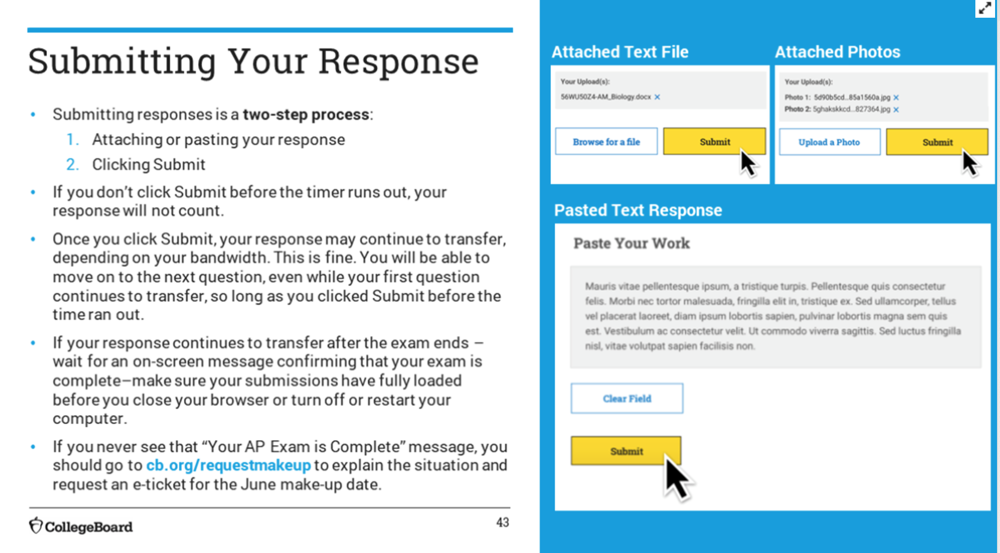 Submitting Your Response
• Submitting responses is a two-step process:
1. Attaching or pasting your response
2. Clicking Submit
• If you don't click Submit before the timer runs out, your
response will not count.
• Once you click Submit, your response may continue to transfer,
depending on your bandwidth. This is fine. You will be able to
move on to the next question, even while your first question
continues to transfer, so long as you clicked Submit before the
time ran out.
• If your response continues to transfer after the exam ends –
wait for an on-screen message confirming that your exam is
complete–make sure your submissions have fully loaded
before you close your browser or turn off or restart your
computer.
• If you never see that “Your AP Exam is Complete” message, you
should go to cb.org/requestmakeup to explain the situation and
request an e-ticket for the June make-up date.
CollegeBoard
43
Attached Text File
Your Upload(s):
56WU50Z4-AM_Biology.docx ×
Browse for a file
Submit
Attached Photos
Your Upload(s):
Photo 1: 5d90b5cd...85a1560a.jpg ×
Photo 2: 5ghakskkcd...827364.jpg ×
Upload a Photo
Submit
Pasted Text Response
Paste Your Work
Mauris vitae pellentesque ipsum, a tristique turpis. Pellentesque quis consectetur
felis. Morbi nec tortor malesuada, fringilla elit in, tristique ex. Sed ullamcorper, tellus
vel placerat laoreet, diam ipsum lobortis sapien, pulvinar lobortis magna sem quis
est. Vestibulum ac consectetur velit. Ut commodo viverra sagittis. Sed luctus fringilla
nisl, vitae volutpat sapien facilisis non.
Clear Field
Submit